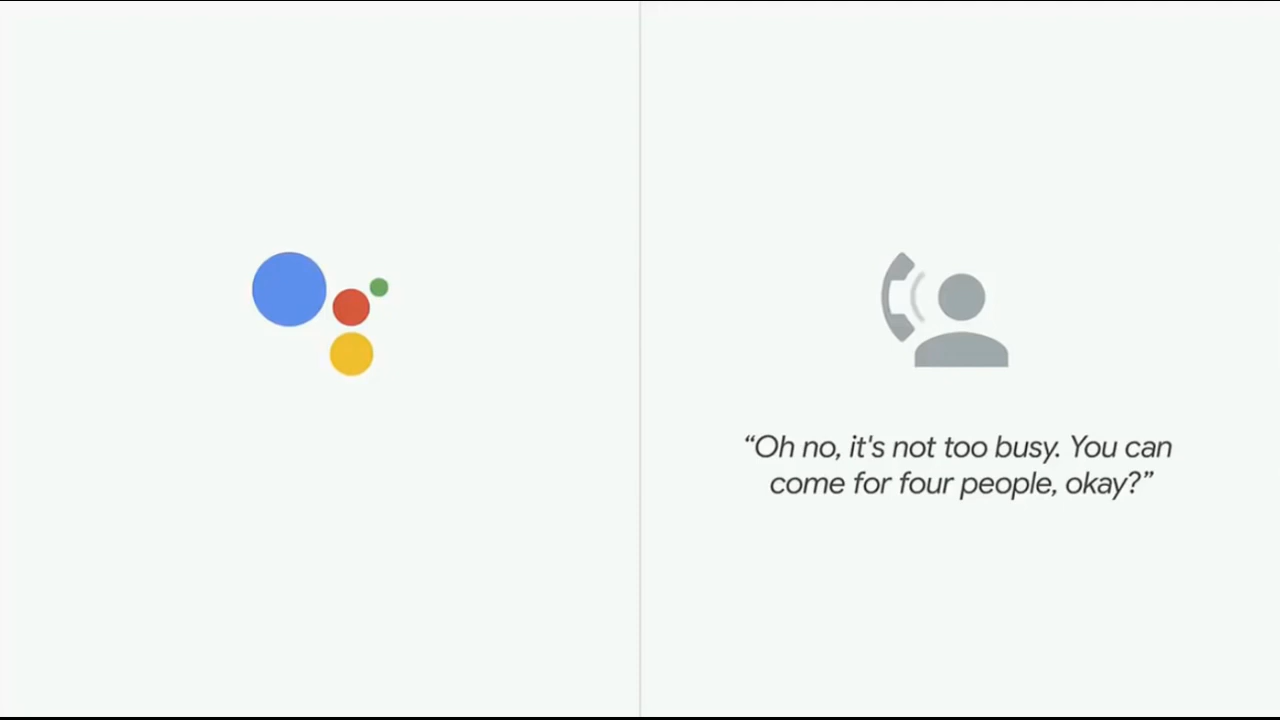 “Oh no, it's not too busy. You can
come for four people, okay?”